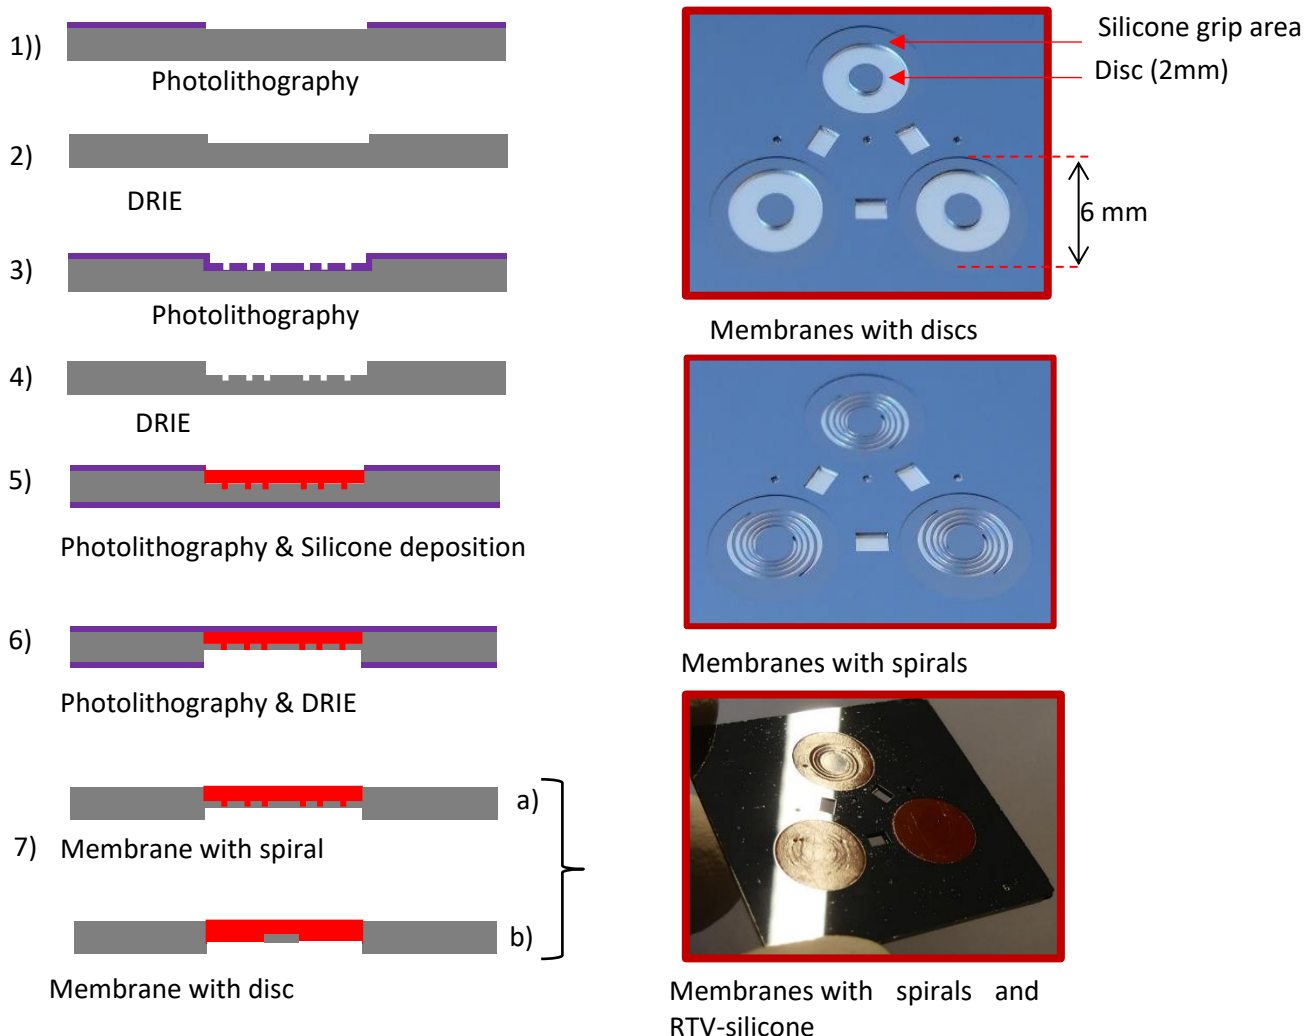 1))
Photolithography
2)
DRIE
3)
Photolithography
4)
DRIE
5)
Photolithography & Silicone deposition
6)
Photolithography & DRIE
a)
7) Membrane with spiral
b)
Membrane with disc
Silicone grip area
Disc (2mm)
6 mm
Membranes with discs
Membranes with spirals
Membranes with spirals and
RTV-silicone